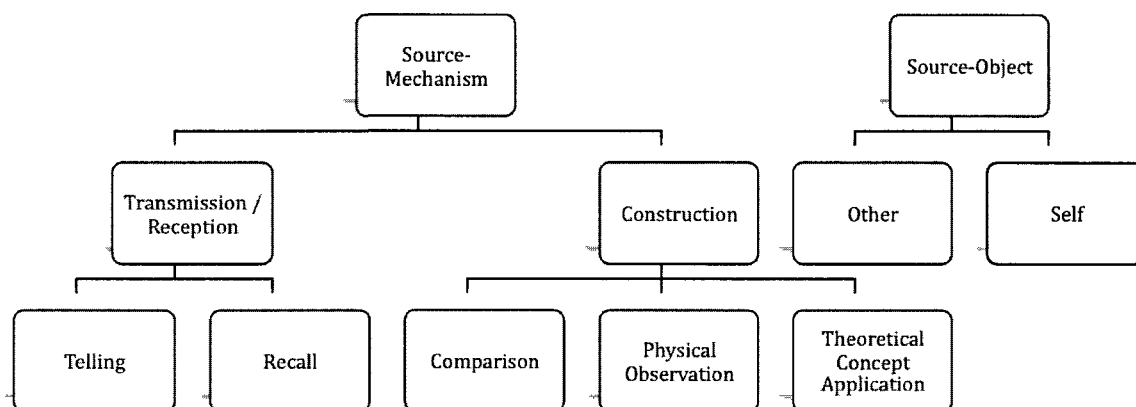 Source-
Mechanism
Source-Object
Transmission /
Reception
Construction
Other
Self
Telling
Recall
Comparison
Physical
Observation
Theoretical
Concept
Application